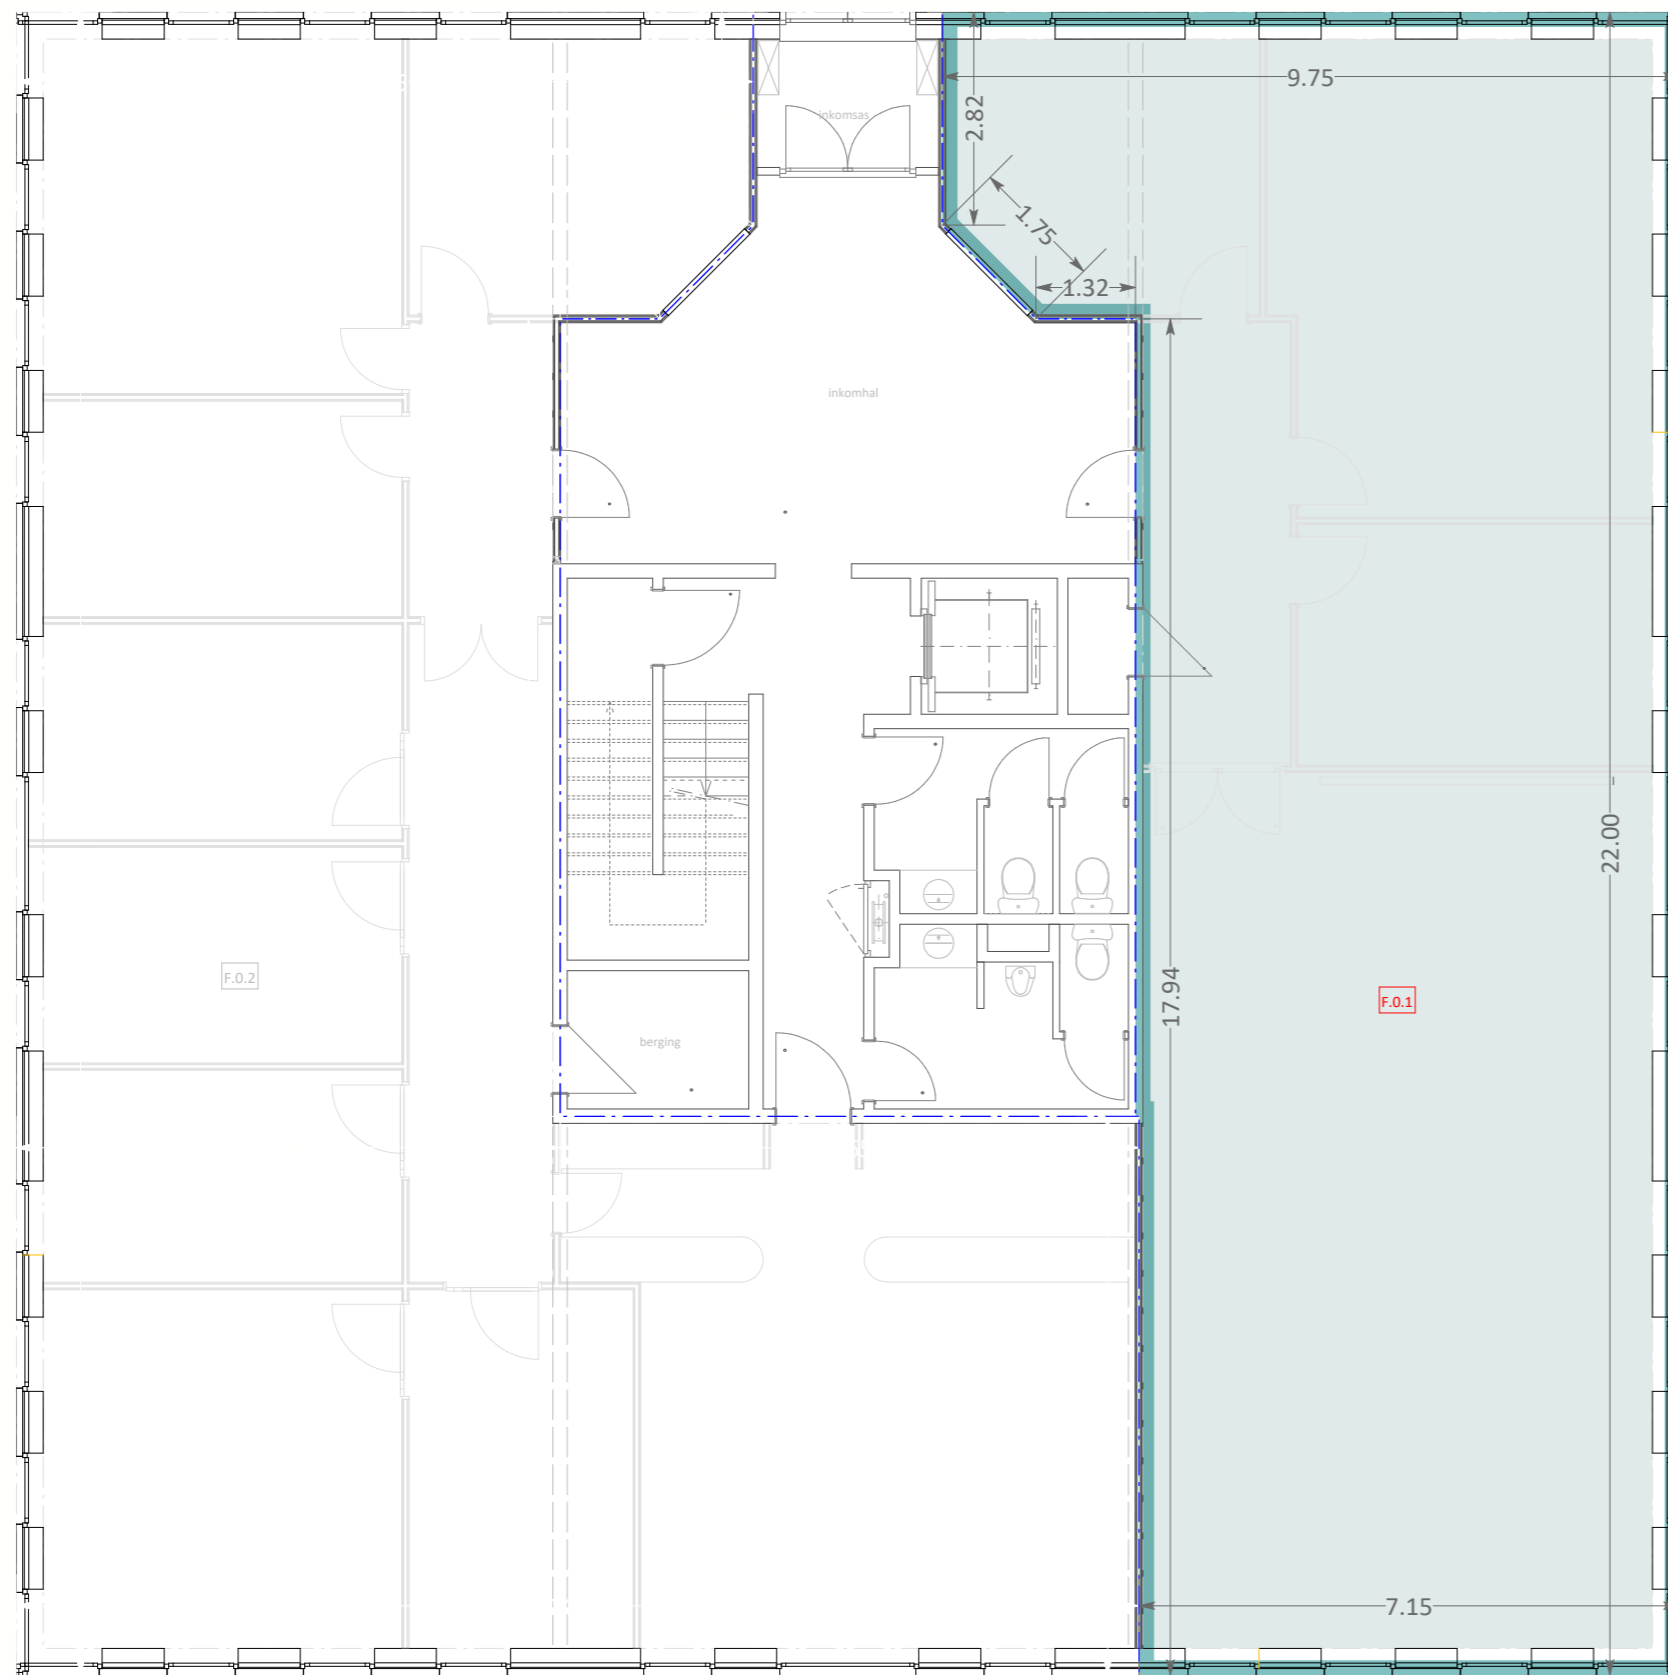 9.75
inkomsas
2.82
1.75
1.32
inkomhal
22.00
F.0.2
17.94
F.0.1
berging
7.15